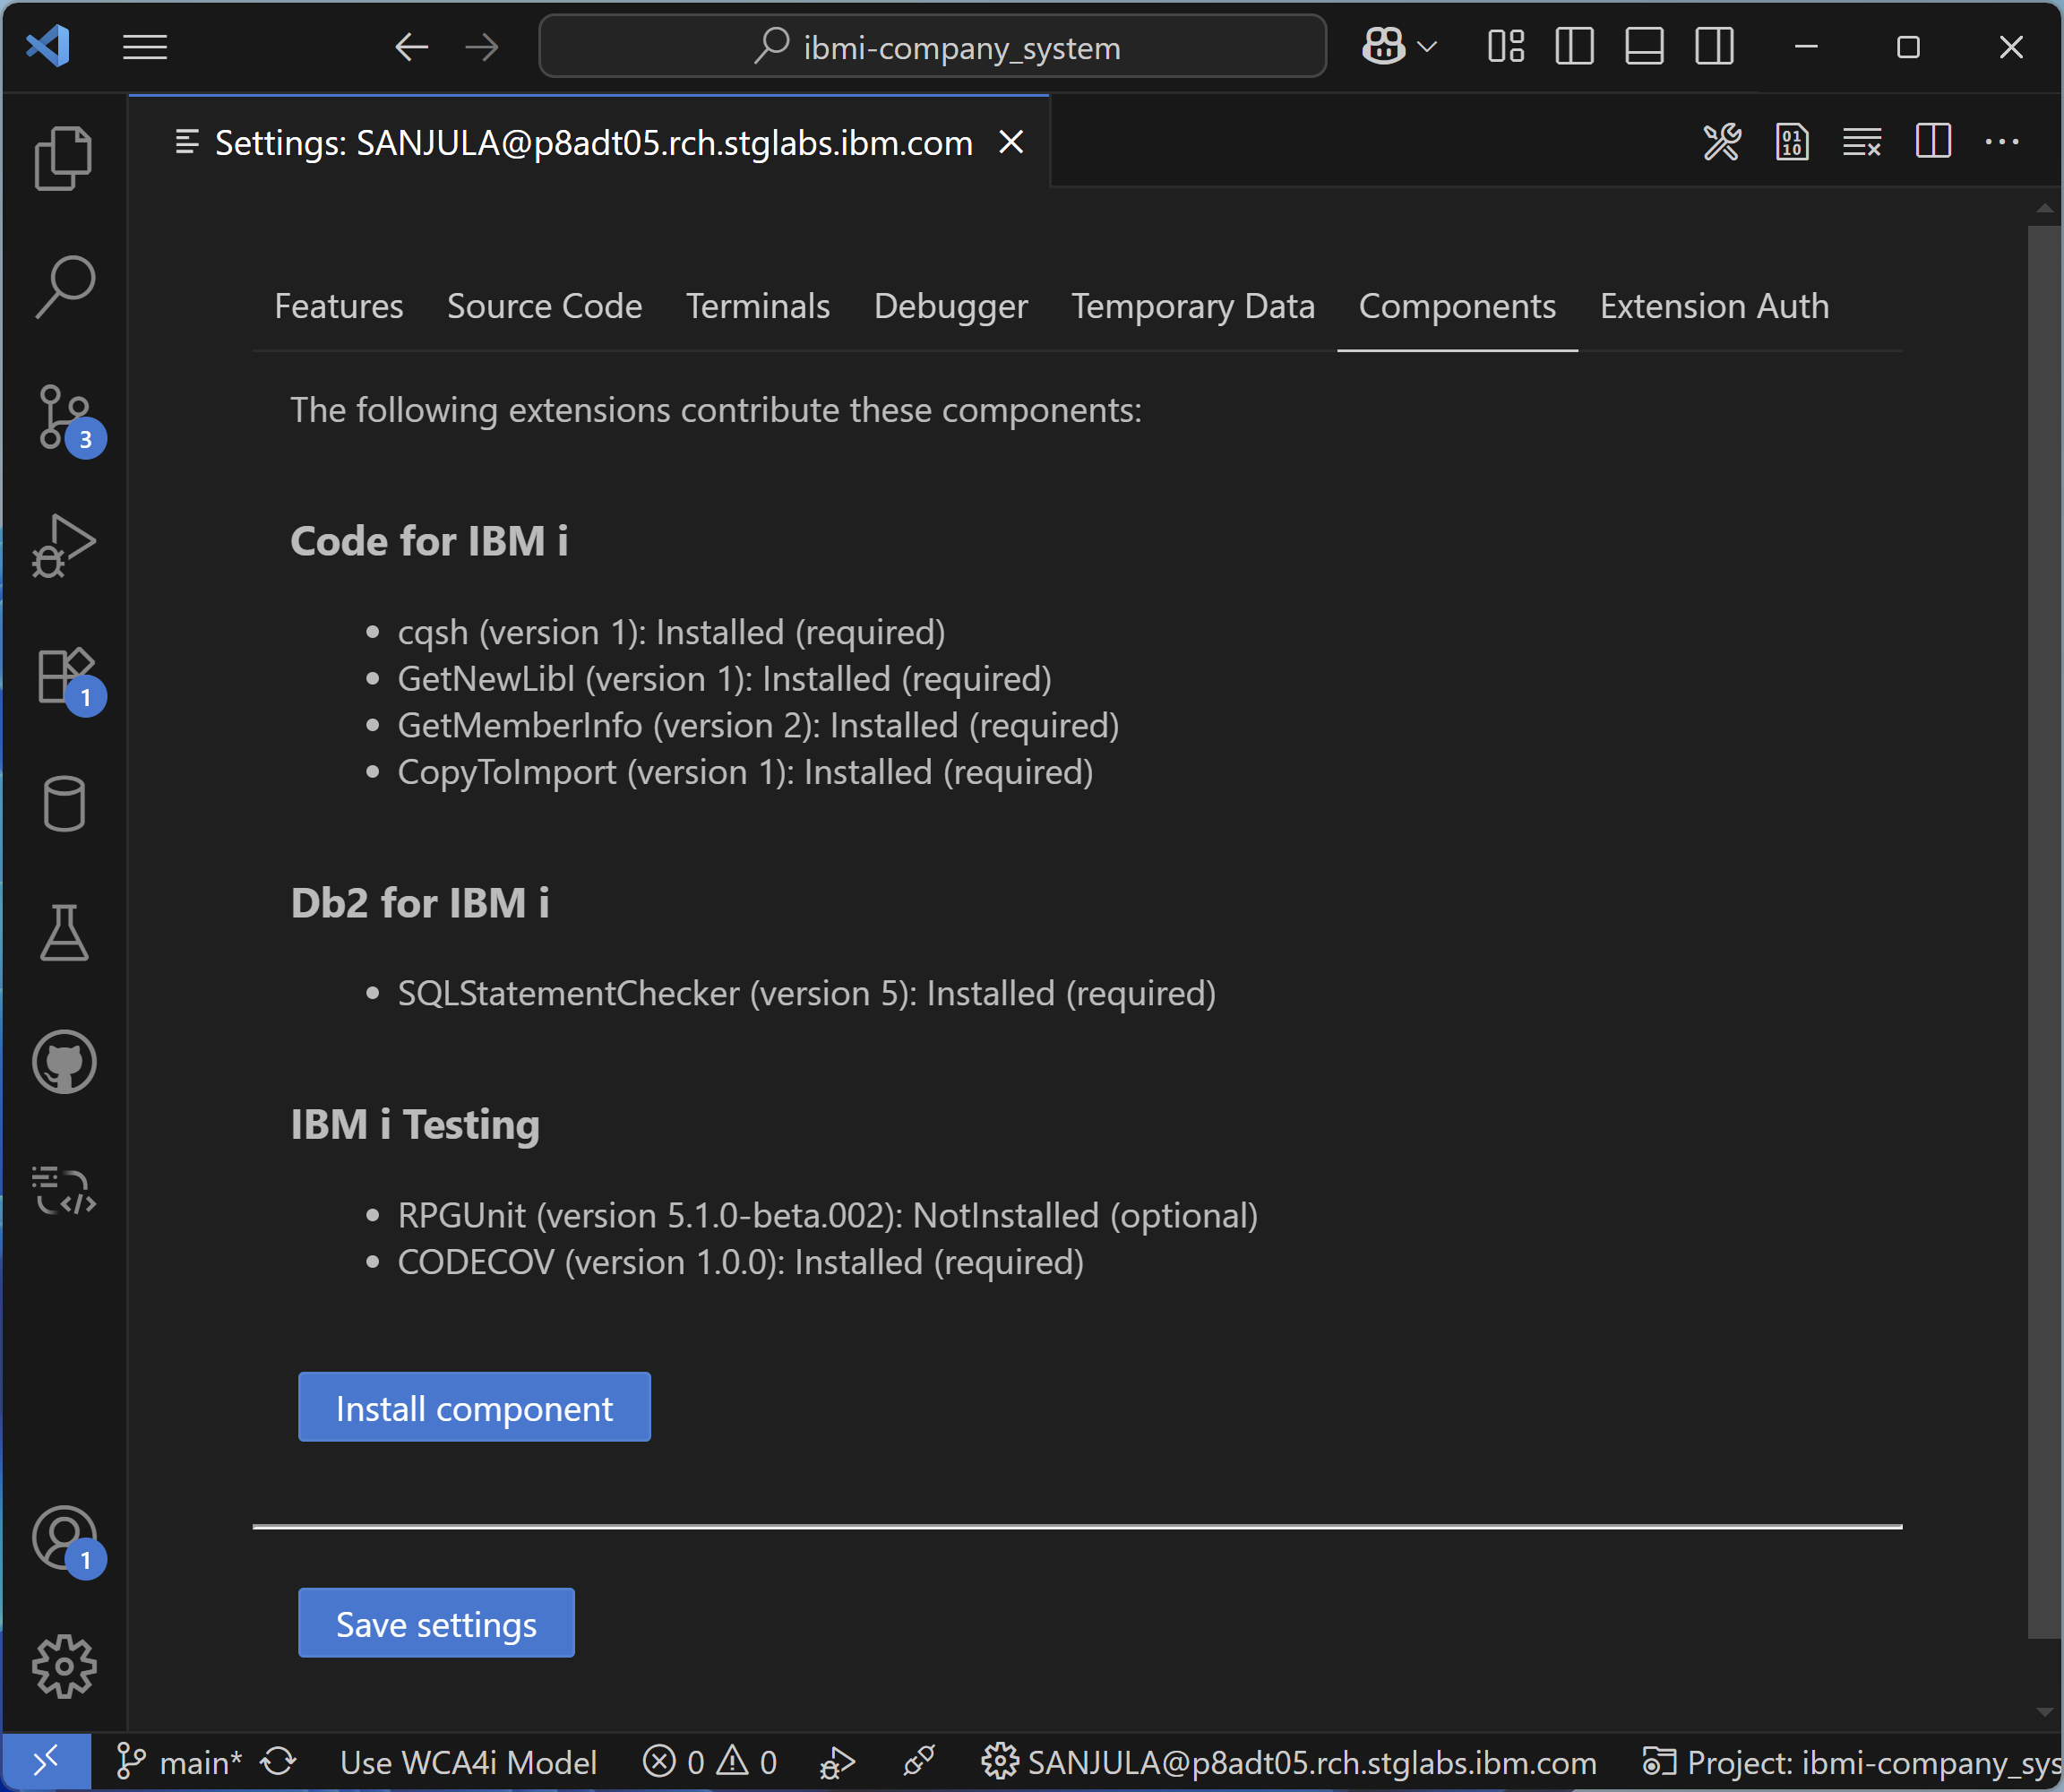 ibmi-company_system
Settings: SANJULA@p8adt05.rch.stglabs.ibm.com
01
10
Features Source Code Terminals Debugger Temporary Data Components Extension Auth
The following extensions contribute these components:
3
Code for IBM i
cqsh (version 1): Installed (required)
GetNewLibl (version 1): Installed (required)
1
GetMemberInfo (version 2): Installed (required)
CopyToImport (version 1): Installed (required)
Db2 for IBM i
SQLStatementChecker (version 5): Installed (required)
IBM i Testing
RPGUnit (version 5.1.0-beta.002): NotInstalled (optional)
CODECOV (version 1.0.0): Installed (required)
Install component
1
Save settings
main* Use WCA4i Model 0 0 SANJULA@p8adt05.rch.stglabs.ibm.com Project: ibmi-company_sys